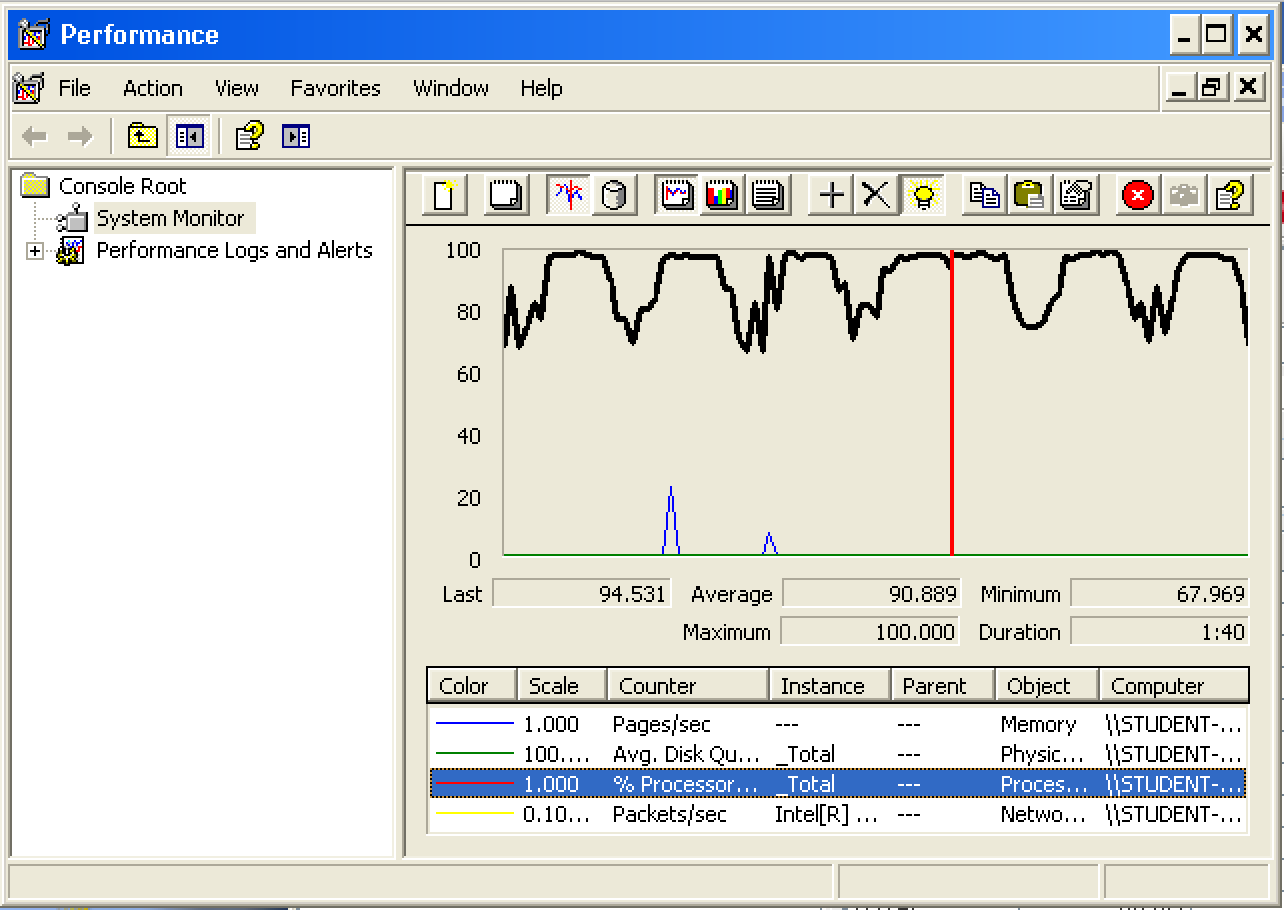 Performance
File Action View Favorites Window Help
Console Root
System Monitor
Performance Logs and Alerts
100
80
60
40
20
0
Last 94.531 Average 90.889 Minimum 67.969
Maximum 100.000 Duration 1:40
Color Scale Counter Instance Parent Object Computer
1.000 Pages/sec --- --- Memory \\STUDENT-...
100.... Avg. Disk Qu... _Total --- Physic... \\STUDENT-...
1.000 % Processor... _Total --- Proces... \\STUDENT-...
0.10... Packets/sec Intel[R] ... --- Netwo... \\STUDENT-...